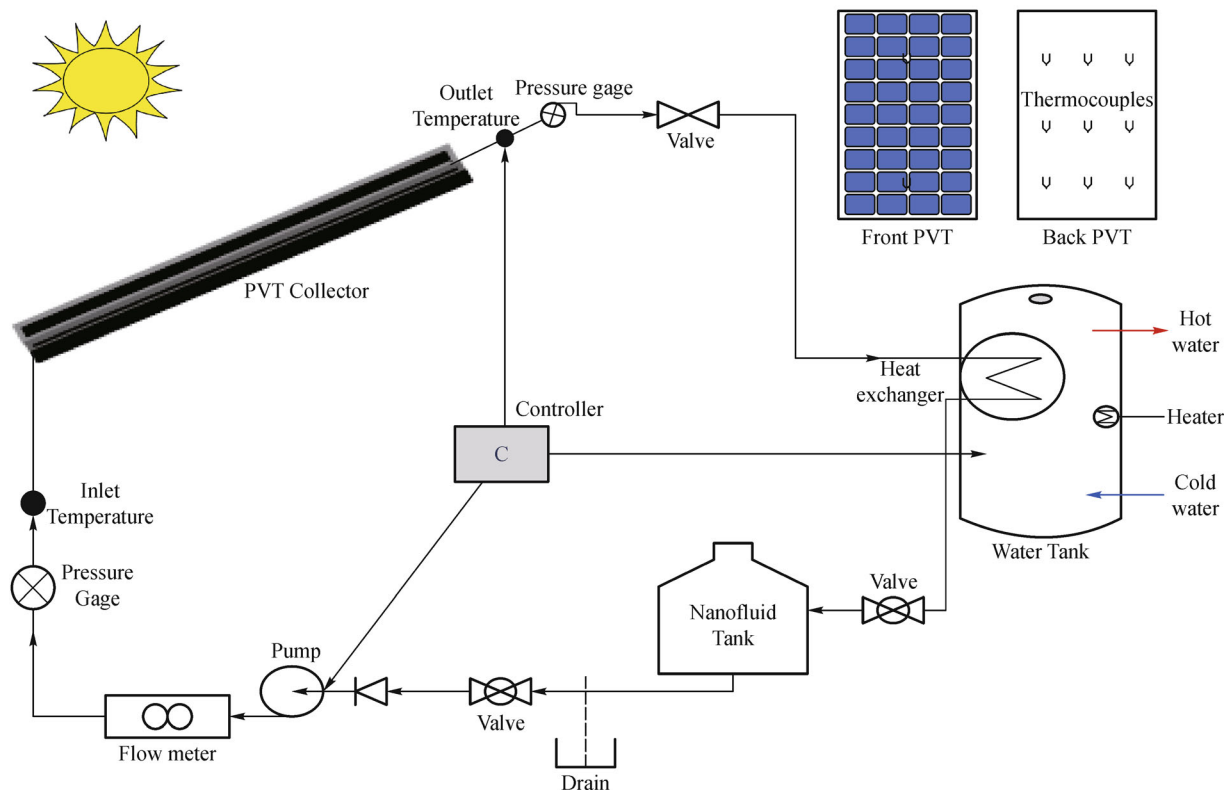 Outlet
Temperature
Pressure gage
Valve
Front PVT
Thermocouples
Back PVT
PVT Collector
Hot
water
Heat
exchanger
Heater
Cold
water
Water Tank
Controller
C
Inlet
Temperature
Pressure
Gage
Valve
Nanofluid
Tank
Pump
Valve
Flow meter
Drain